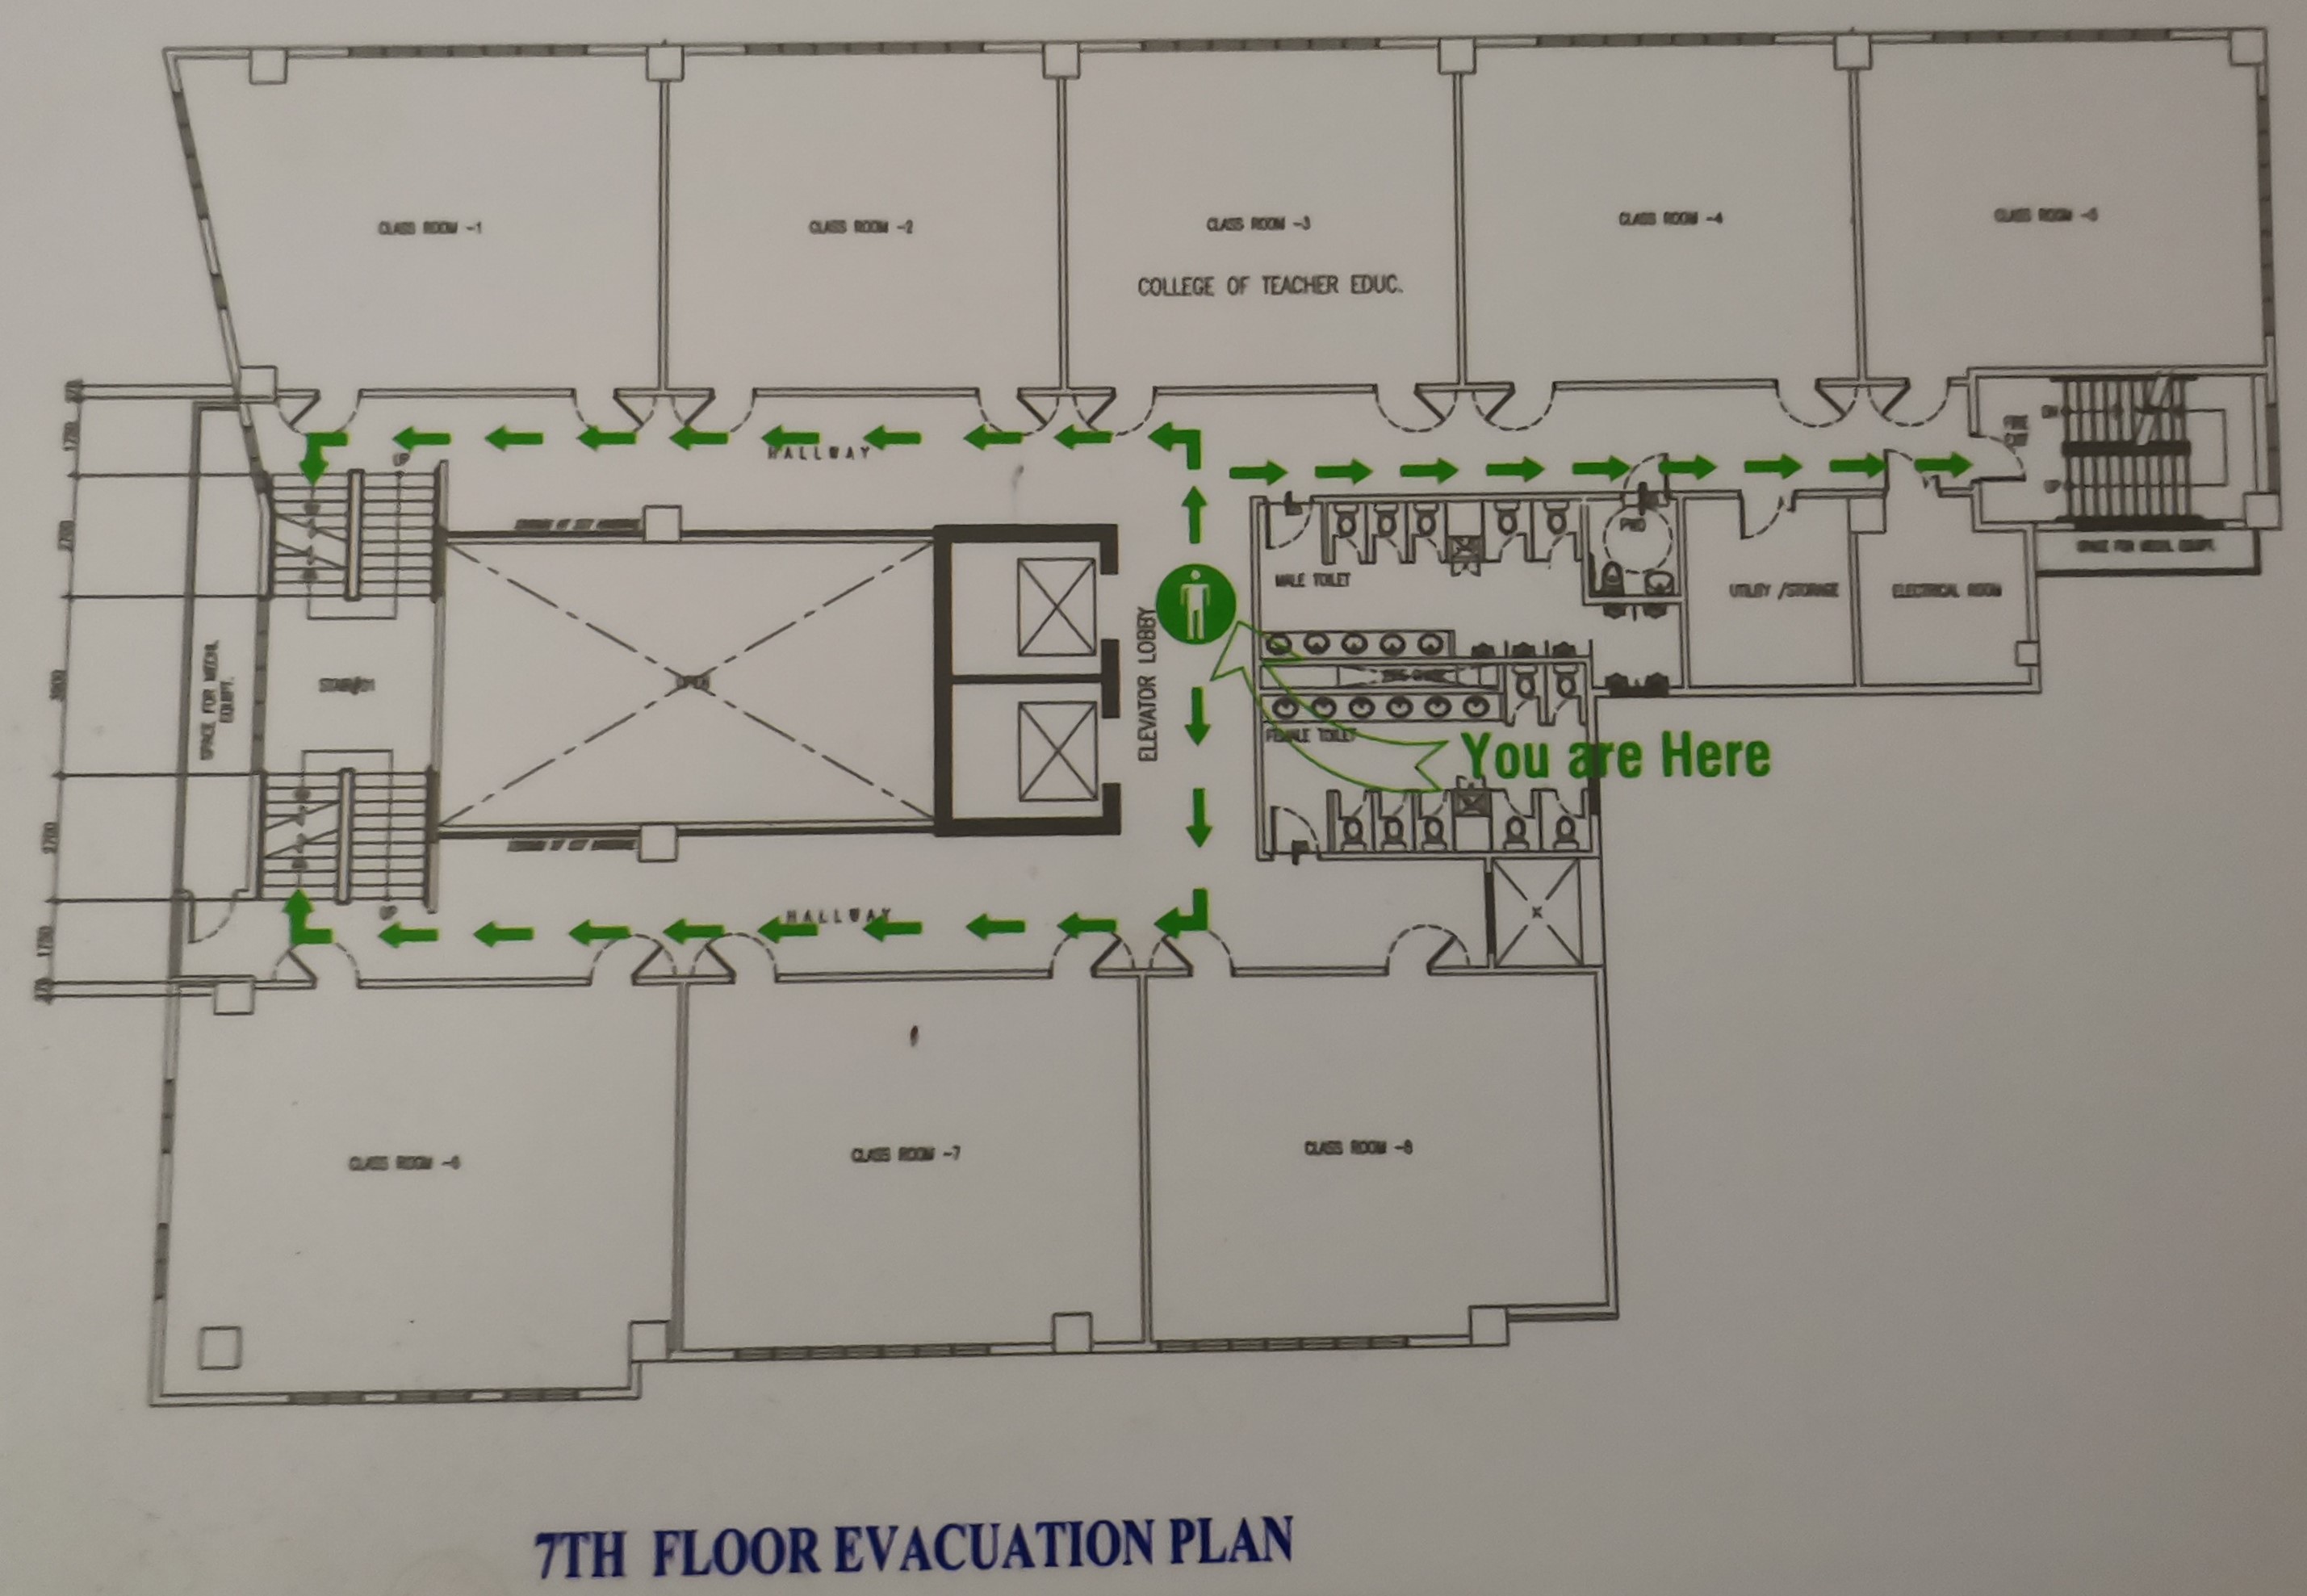 CLASS ROOM -1
CLASS ROOM -2
CLASS ROOM -3
CLASS ROOM -4
CLASS ROOM -5
COLLEGE OF TEACHER EDUC.
HALLWAY
UP
DN
UP
FIRE
EXIT
1750
2700
3900
2700
1750
MALE TOILET
PWD
UTILITY /STORAGE
ELECTRICAL ROOM
SPACE FOR MECH'L EQUIPT.
SPACE FOR MECH'L
EQUIPT.
STAIR#01
OPEN
ELEVATOR LOBBY
FEMALE TOILET
You are Here
UP
HALLWAY
CLASS ROOM -6
CLASS ROOM -7
CLASS ROOM -8
7TH FLOOR EVACUATION PLAN